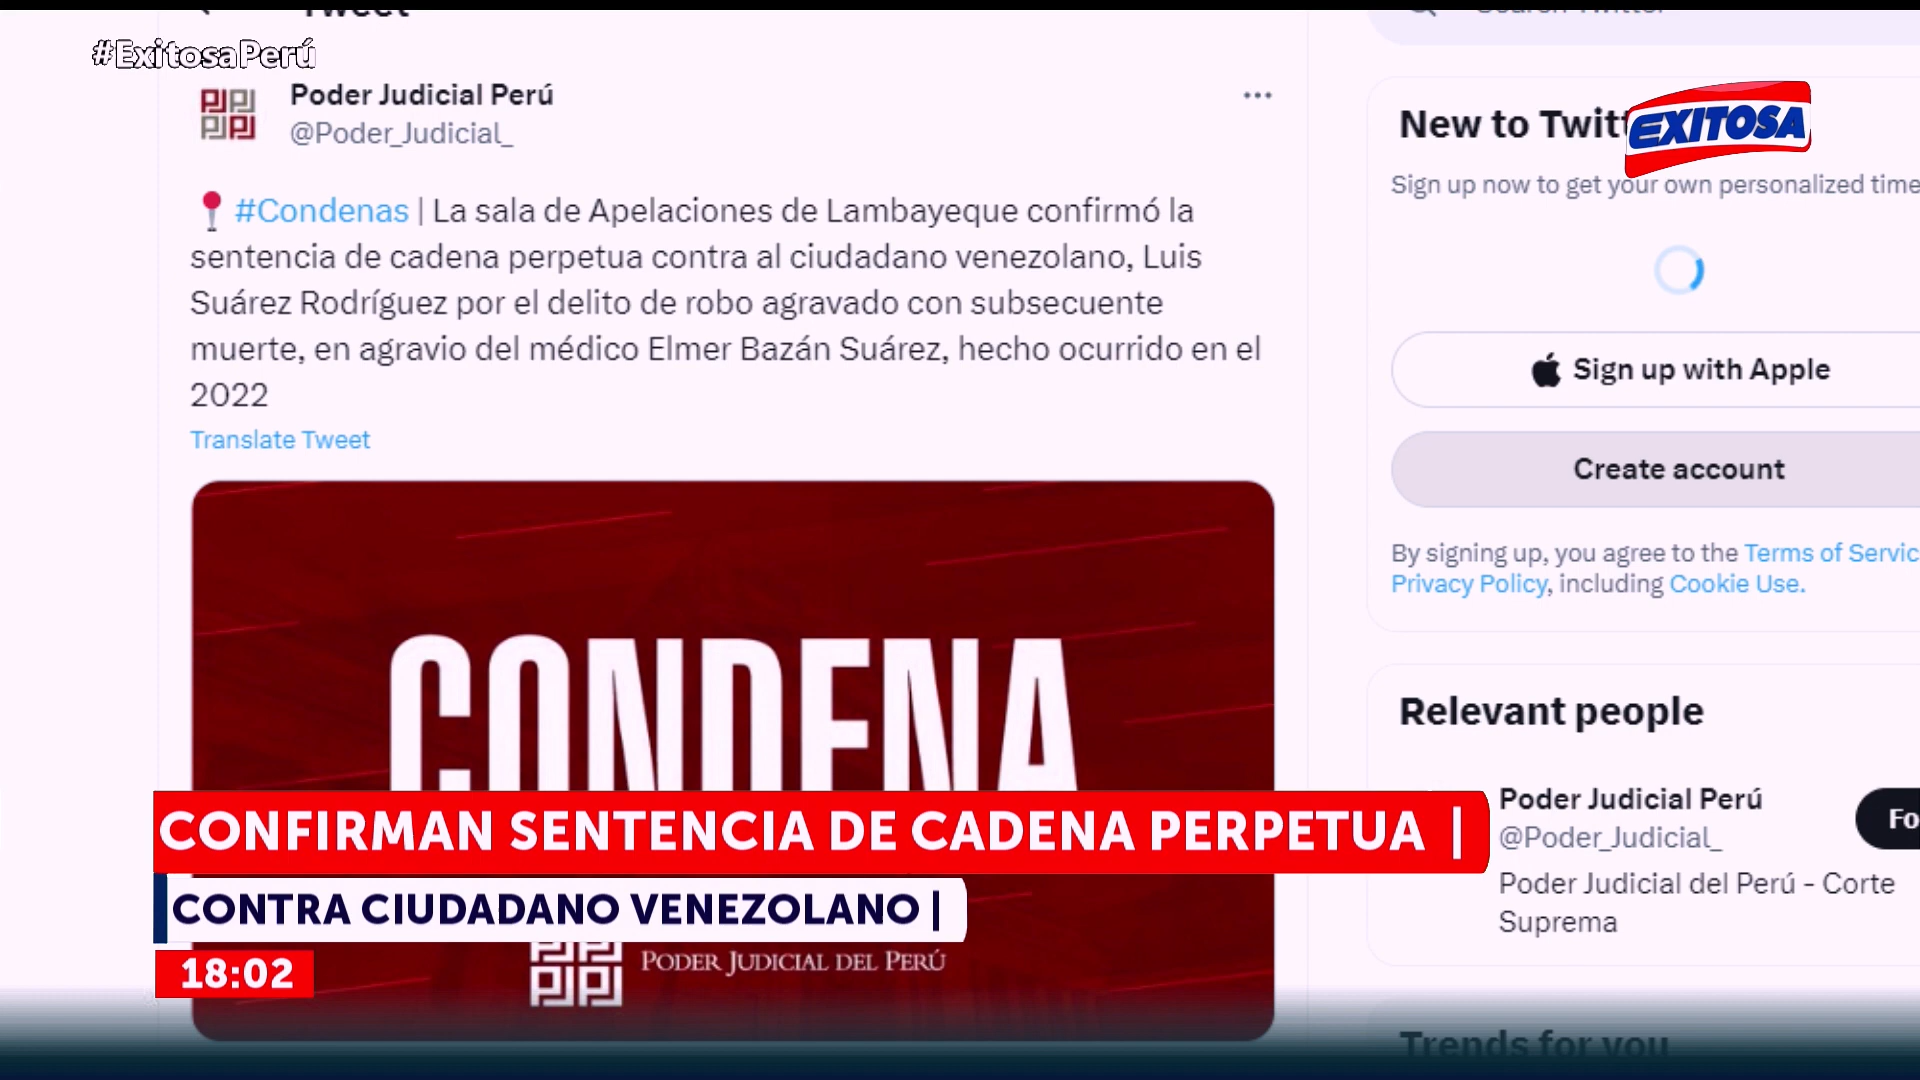 Tweet
#ExitosaPerú
Poder Judicial Perú
@Poder_Judicial_
#Condenas | La sala de Apelaciones de Lambayeque confirmó la
sentencia de cadena perpetua contra al ciudadano venezolano, Luis
Suárez Rodríguez por el delito de robo agravado con subsecuente
muerte, en agravio del médico Elmer Bazán Suárez, hecho ocurrido en el
2022
Translate Tweet
CONDENA
PODER JUDICIAL DEL PERÚ
CONFIRMAN SENTENCIA DE CADENA PERPETUA |
CONTRA CIUDADANO VENEZOLANO |
18:02
Search Twitter
EXITOSA
New to Twitt
Sign up now to get your own personalized time
Sign up with Apple
Create account
By signing up, you agree to the Terms of Servic
Privacy Policy, including Cookie Use.
Relevant people
Poder Judicial Perú
@Poder_Judicial_
Fo
Poder Judicial del Perú - Corte
Suprema
Trends for you